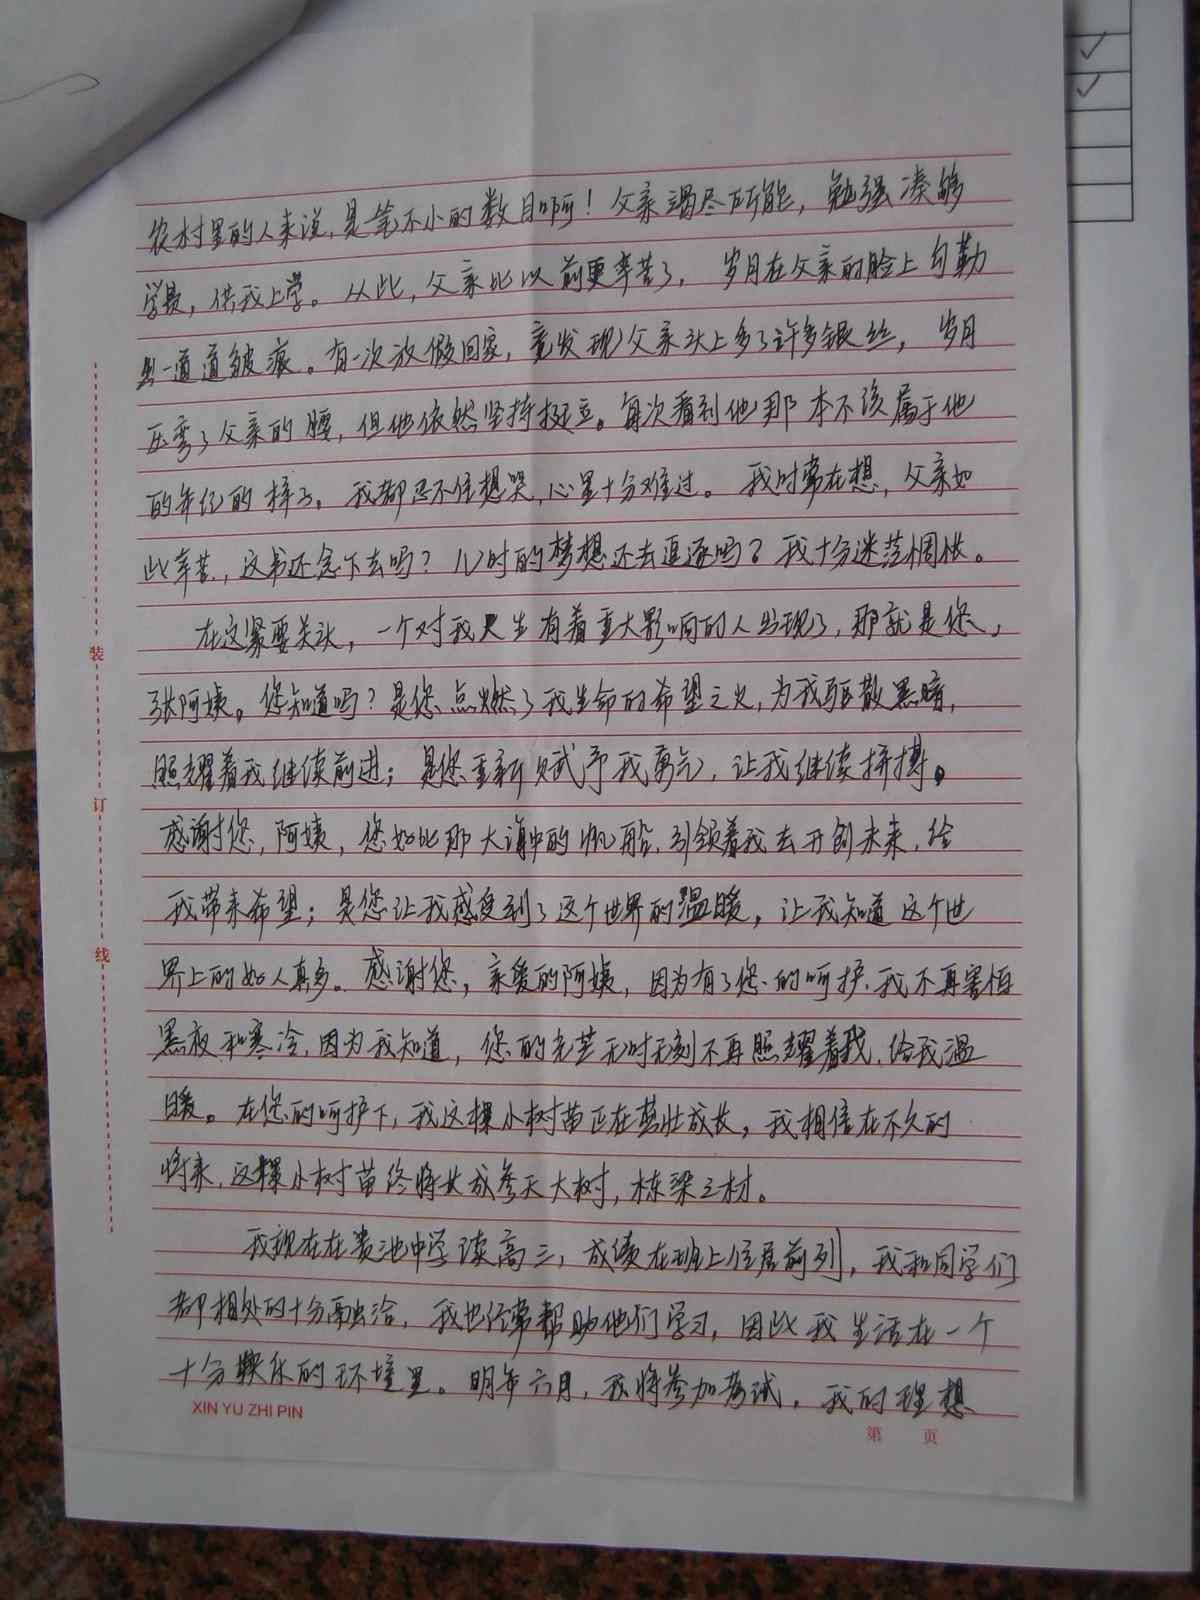 农村里的人来说,是笔不小的数目啊！父亲竭尽所能，勉强凑够
学费，供我上学。从此，父亲比以前更辛苦了，岁月在父亲的脸上勾勒
出一道道皱痕。有一次放假回家，竟发现父亲头上多了许多银丝，岁月
压弯了父亲的腰，但他依然坚持挺立。每次看到他那本不该属于他
的年纪的样子。我都忍不住想哭，心里十分难过。我时常在想，父亲如
此辛苦，这书还念下去吗？儿时的梦想还去追逐吗？我十分迷茫惆怅。
在这紧要关头，一个对我人生有着重大影响的人出现了，那就是您，
张阿姨。您知道吗？是您点燃了我生命的希望之火，为我驱散黑暗，
照耀着我继续前进；是您重新赋予我勇气，让我继续拼搏。
感谢您，阿姨，您好比那大海中的帆船，引领着我去开创未来，给
我带来希望；是您让我感受到了这个世界的温暖，让我知道这个世
界上的好人真多。感谢您，亲爱的阿姨，因为有了您的呵护，我不再害怕
黑夜和寒冷，因为我知道，您的光芒无时无刻不再照耀着我，给我温
暖。在您的呵护下，我这棵小树苗正在茁壮成长，我相信在不久的
将来，这棵小树苗终将长成参天大树，栋梁之材。
我现在在贵池中学读高三，成绩在班上位居前列，我和同学们
都相处的十分融洽，我也经常帮助他们学习，因此我生活在一个
十分快乐的环境里。明年六月，我将参加考试，我的理想
XIN YU ZHI PIN
第 页
装
订
线